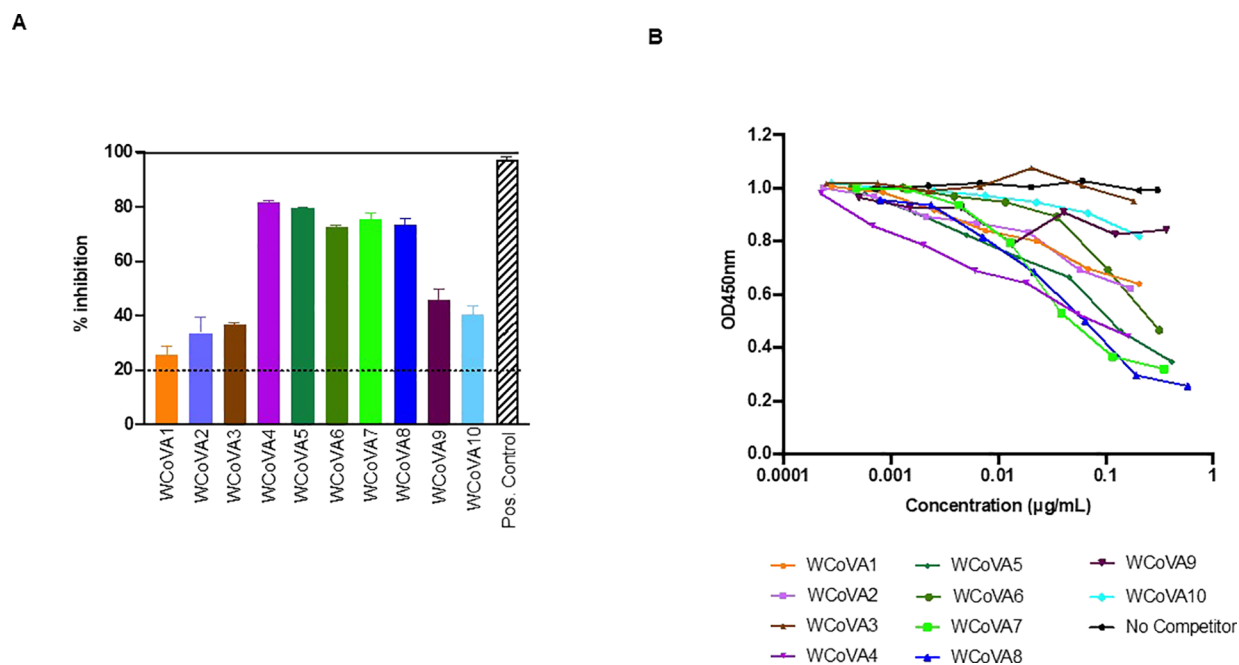 A
B
% inhibition
100
80
60
40
20
0
WCoVA1
WCoVA2
WCoVA3
WCoVA4
WCoVA5
WCoVA6
WCoVA7
WCoVA8
WCoVA9
WCoVA10
Pos. Control
OD450nm
1.2
1.0
0.8
0.6
0.4
0.2
0.0
0.0001
0.001
0.01
0.1
1
Concentration (µg/mL)
WCoVA1
WCoVA2
WCoVA3
WCoVA4
WCoVA5
WCoVA6
WCoVA7
WCoVA8
WCoVA9
WCoVA10
No Competitor